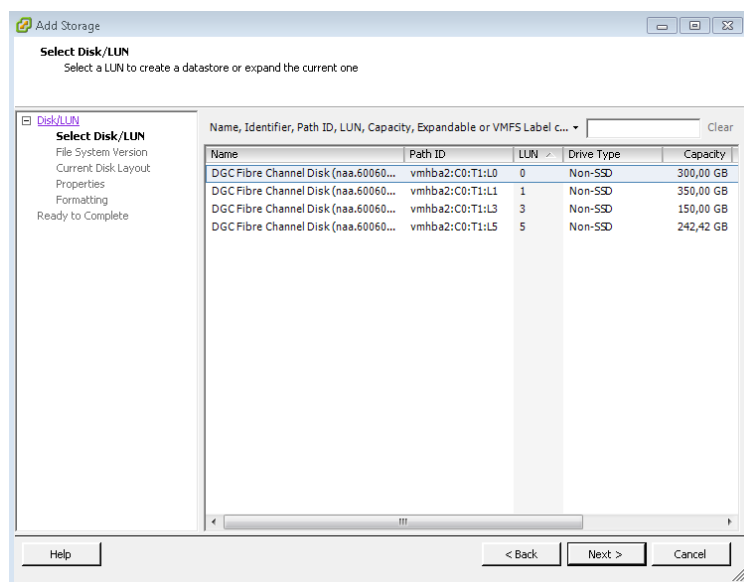 Add Storage
Select Disk/LUN
Select a LUN to create a datastore or expand the current one
Disk/LUN
Select Disk/LUN
File System Version
Current Disk Layout
Properties
Formatting
Ready to Complete
Name, Identifier, Path ID, LUN, Capacity, Expandable or VMFS Label c... Clear
Name Path ID LUN Drive Type Capacity
DGC Fibre Channel Disk (naa.60060... vmhba2:C0:T1:L0 0 Non-SSD 300,00 GB
DGC Fibre Channel Disk (naa.60060... vmhba2:C0:T1:L1 1 Non-SSD 350,00 GB
DGC Fibre Channel Disk (naa.60060... vmhba2:C0:T1:L3 3 Non-SSD 150,00 GB
DGC Fibre Channel Disk (naa.60060... vmhba2:C0:T1:L5 5 Non-SSD 242,42 GB
Help < Back Next > Cancel